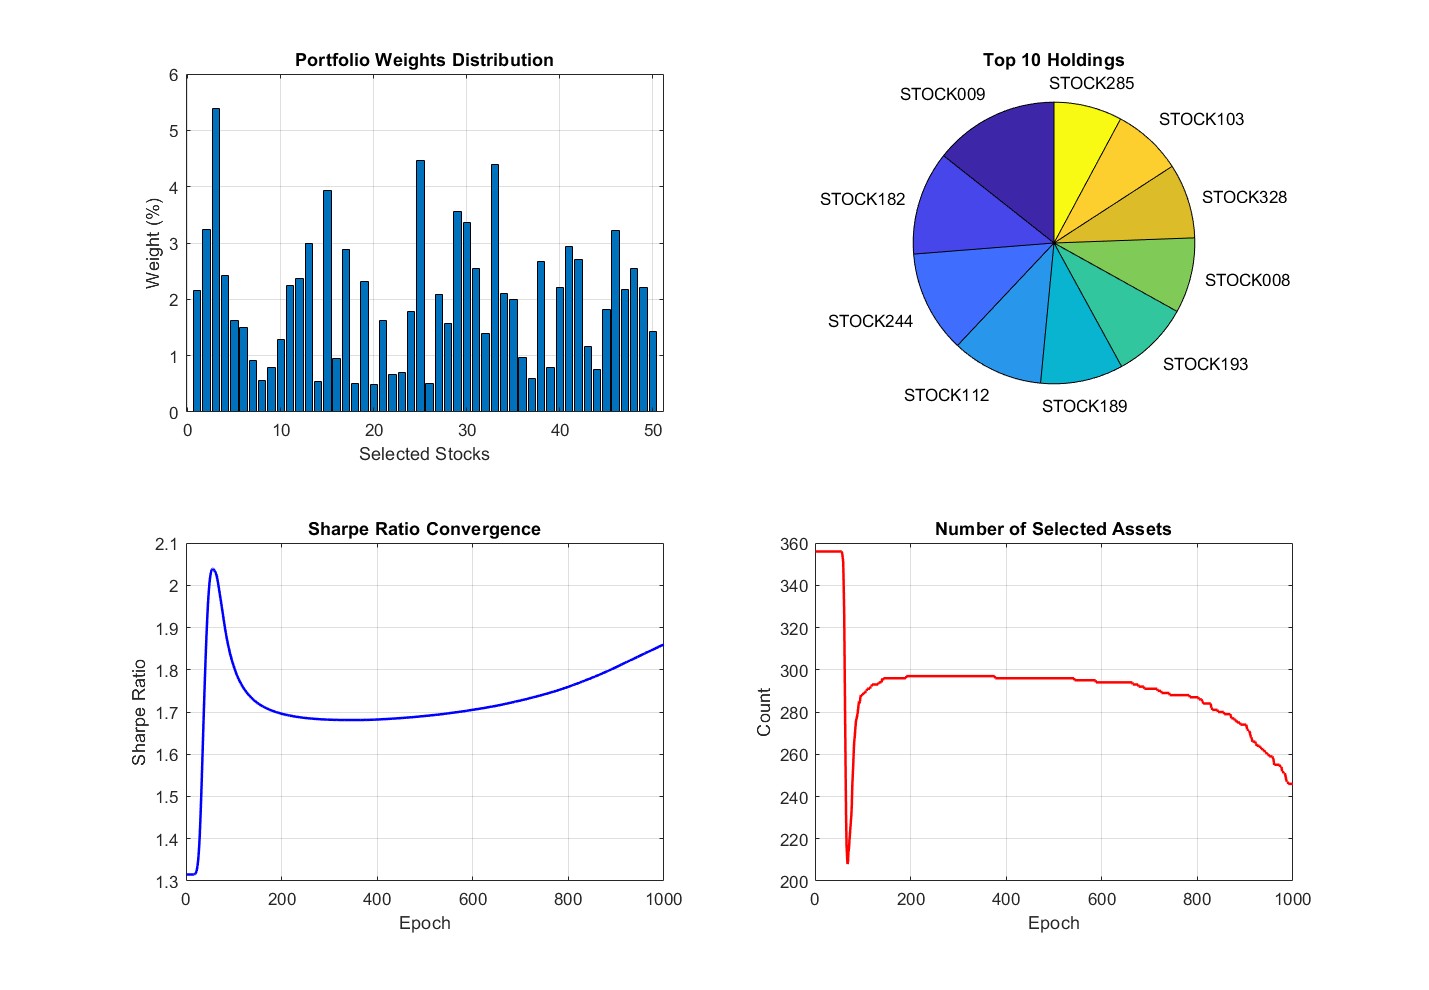 Portfolio Weights Distribution
6
5
4
3
2
1
0
Weight (%)
0 10 20 30 40 50
Selected Stocks
Top 10 Holdings
STOCK285
STOCK009
STOCK103
STOCK182
STOCK328
STOCK008
STOCK244
STOCK193
STOCK112
STOCK189
Sharpe Ratio Convergence
2.1
2
1.9
1.8
1.7
1.6
1.5
1.4
1.3
Sharpe Ratio
0 200 400 600 800 1000
Epoch
Number of Selected Assets
360
340
320
300
280
260
240
220
200
Count
0 200 400 600 800 1000
Epoch